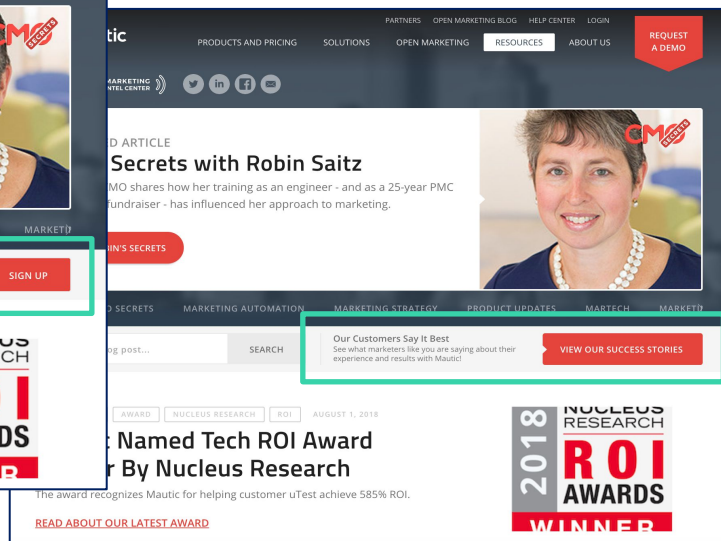 CMO
SECRETS
MARKET
SIGN UP
tic
PARTNERS OPEN MARKETING BLOG HELP CENTER LOGIN
PRODUCTS AND PRICING SOLUTIONS OPEN MARKETING RESOURCES ABOUT US
REQUEST
A DEMO
MARKETING
INTEL CENTER
D ARTICLE
Secrets with Robin Saitz
MO shares how her training as an engineer - and as a 25-year PMC
fundraiser - has influenced her approach to marketing.
IN'S SECRETS
CMO
SECRETS
O SECRETS MARKETING AUTOMATION MARKETING STRATEGY PRODUCT UPDATES MARTECH MARKETI
og post...
SEARCH
Our Customers Say It Best
See what marketers like you are saying about their
experience and results with Mautic!
VIEW OUR SUCCESS STORIES
AWARD NUCLEUS RESEARCH ROI AUGUST 1, 2018
Named Tech ROI Award
r By Nucleus Research
The award recognizes Mautic for helping customer uTest achieve 585% ROI.
READ ABOUT OUR LATEST AWARD
2018
NUCLEUS
RESEARCH
ROI
AWARDS
WINNER